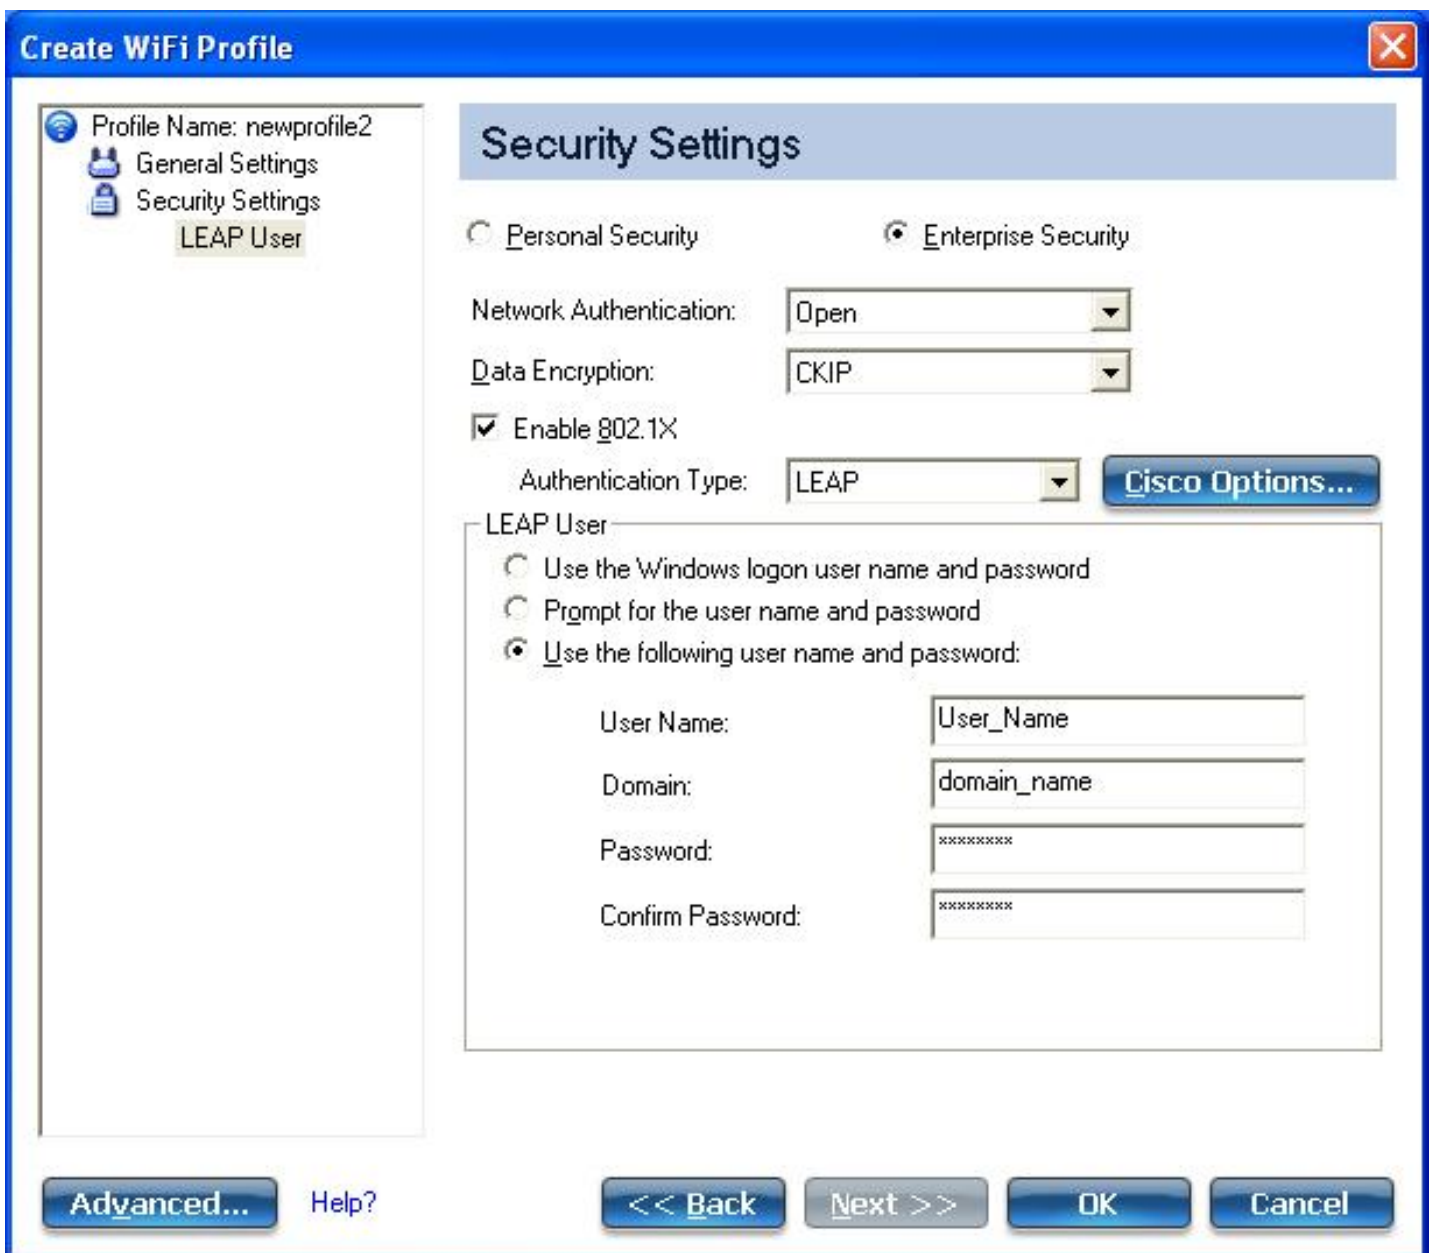 Create WiFi Profile
Profile Name: newprofile2
General Settings
Security Settings
LEAP User
Security Settings
Personal Security
Enterprise Security
Network Authentication:
Open
Data Encryption:
CKIP
Enable 802.1X
Authentication Type:
LEAP
Cisco Options...
LEAP User
Use the Windows logon user name and password
Prompt for the user name and password
Use the following user name and password:
User Name:
User_Name
Domain:
domain_name
Password:
********
Confirm Password:
********
Advanced...
Help?
<< Back
Next >>
OK
Cancel